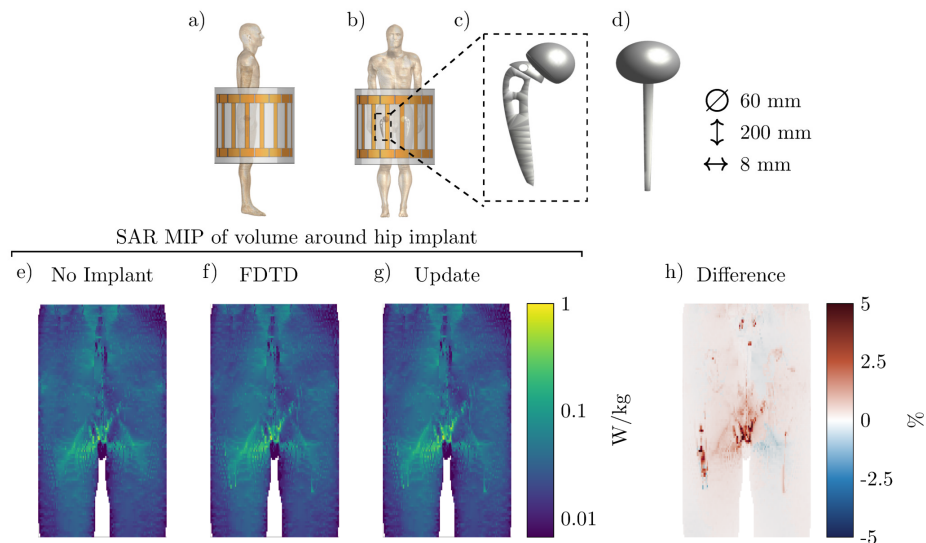 a)
b)
c)
d)
60 mm
200 mm
8 mm
SAR MIP of volume around hip implant
e) No Implant
f) FDTD
g) Update
h) Difference
1
0.1
0.01
W/kg
5
2.5
0
-2.5
-5
%